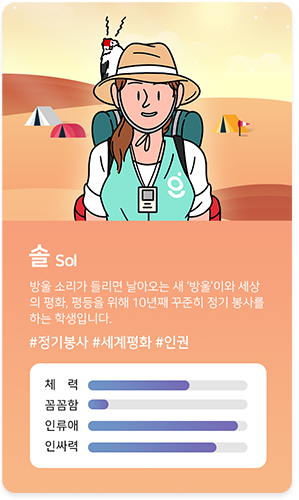 솔 Sol
방울 소리가 들리면 날아오는 새 '방울'이와 세상
의 평화, 평등을 위해 10년째 꾸준히 정기 봉사를
하는 학생입니다.
#정기봉사 #세계평화 #인권
체 력
꼼꼼함
인류애
인싸력